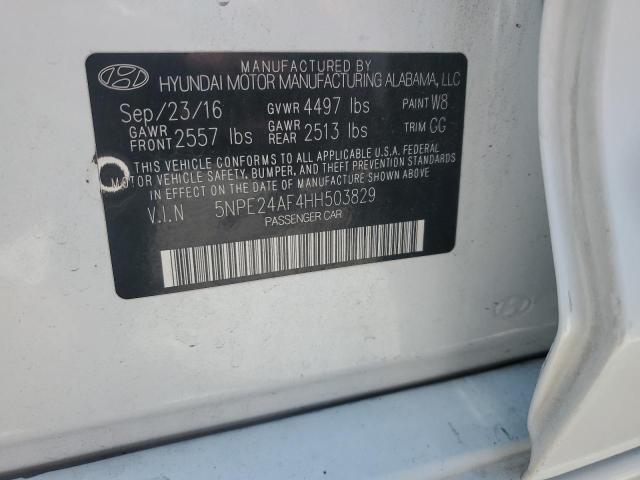 MANUFACTURED BY
HYUNDAI MOTOR MANUFACTURING ALABAMA, LLC
Sep/23/16 GVWR 4497 lbs PAINT W8
GAWR FRONT 2557 lbs GAWR REAR 2513 lbs TRIM GG
THIS VEHICLE CONFORMS TO ALL APPLICABLE U.S.A. FEDERAL
MOTOR VEHICLE SAFETY, BUMPER, AND THEFT PREVENTION STANDARDS
IN EFFECT ON THE DATE OF MANUFACTURE SHOWN ABOVE
V.I.N 5NPE24AF4HH503829
PASSENGER CAR